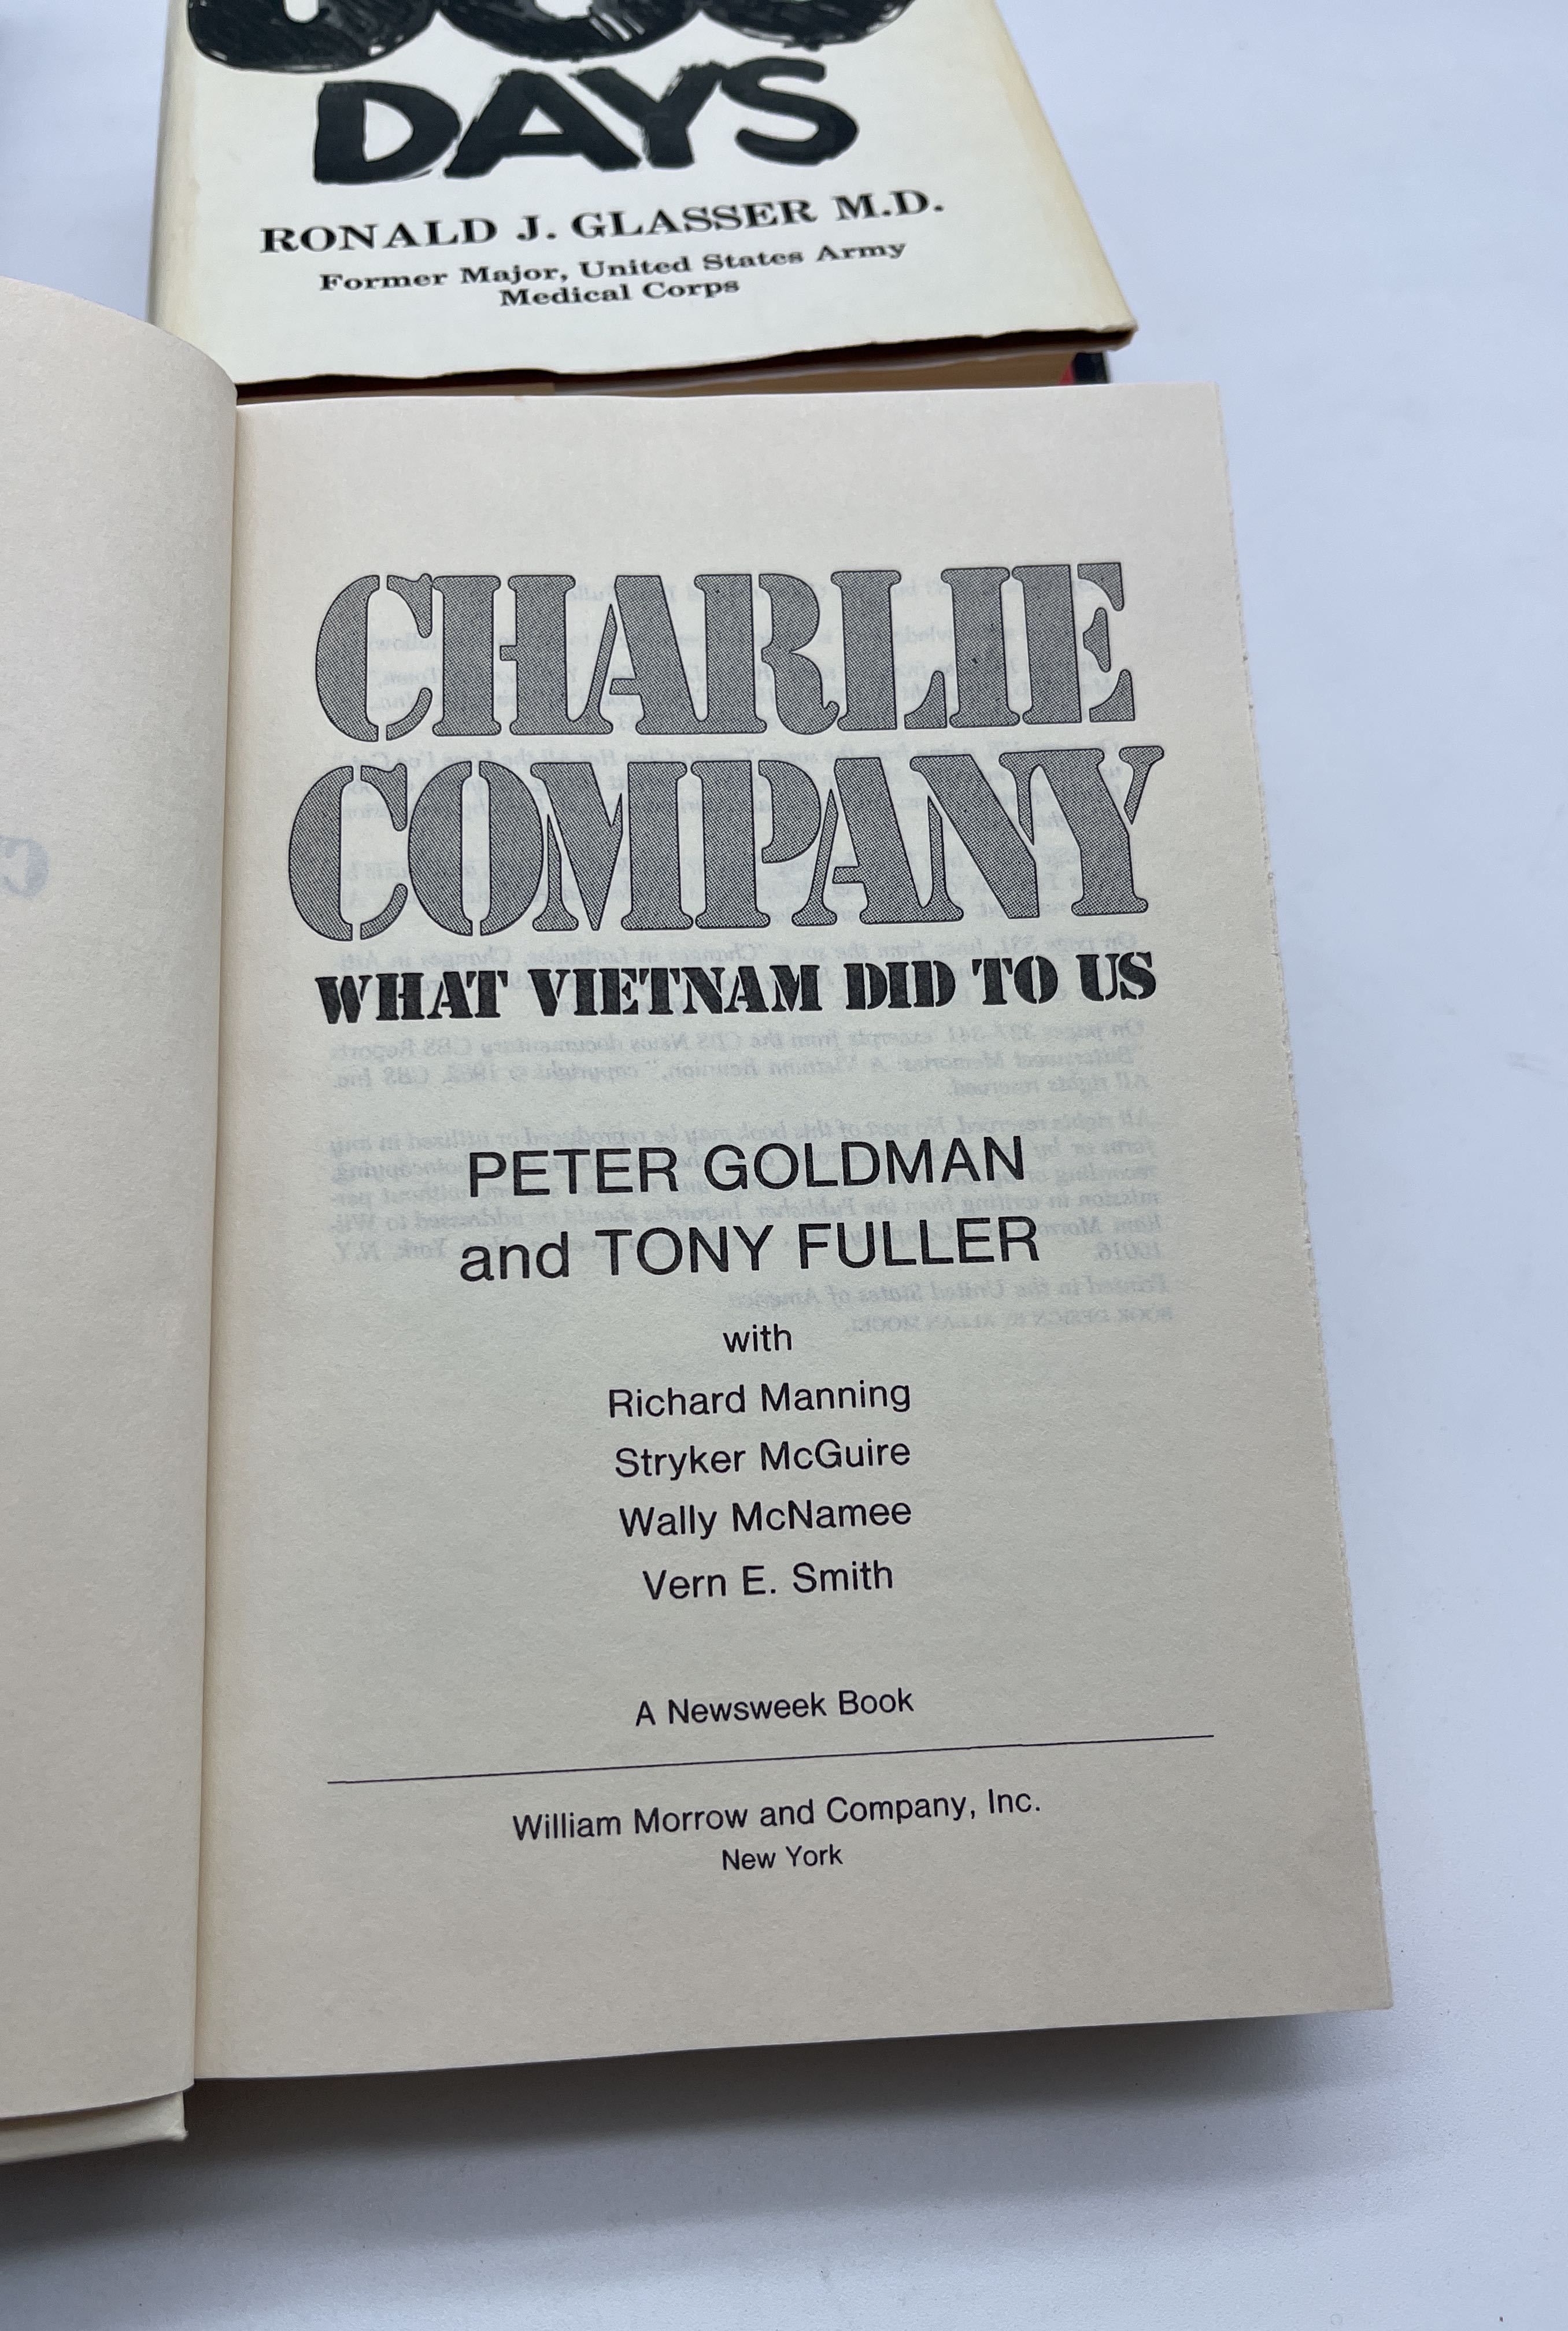 DAYS
RONALD J. GLASSER M.D.
Former Major, United States Army
Medical Corps
CHARLIE
COMPANY
WHAT VIETNAM DID TO US
PETER GOLDMAN
and TONY FULLER
with
Richard Manning
Stryker McGuire
Wally McNamee
Vern E. Smith
A Newsweek Book
William Morrow and Company, Inc.
New York